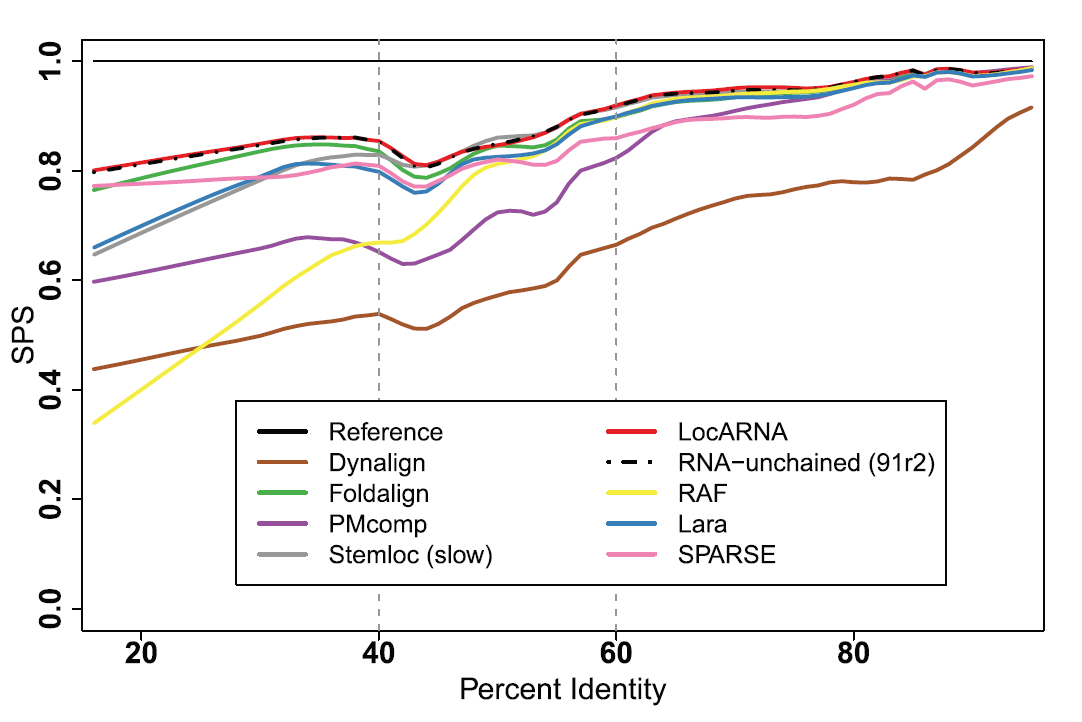 SPS
1.0
0.8
0.6
0.4
0.2
0.0
Reference
Dynalign
Foldalign
PMcomp
Stemloc (slow)
LocARNA
RNA−unchained (91r2)
RAF
Lara
SPARSE
20 40 60 80
Percent Identity